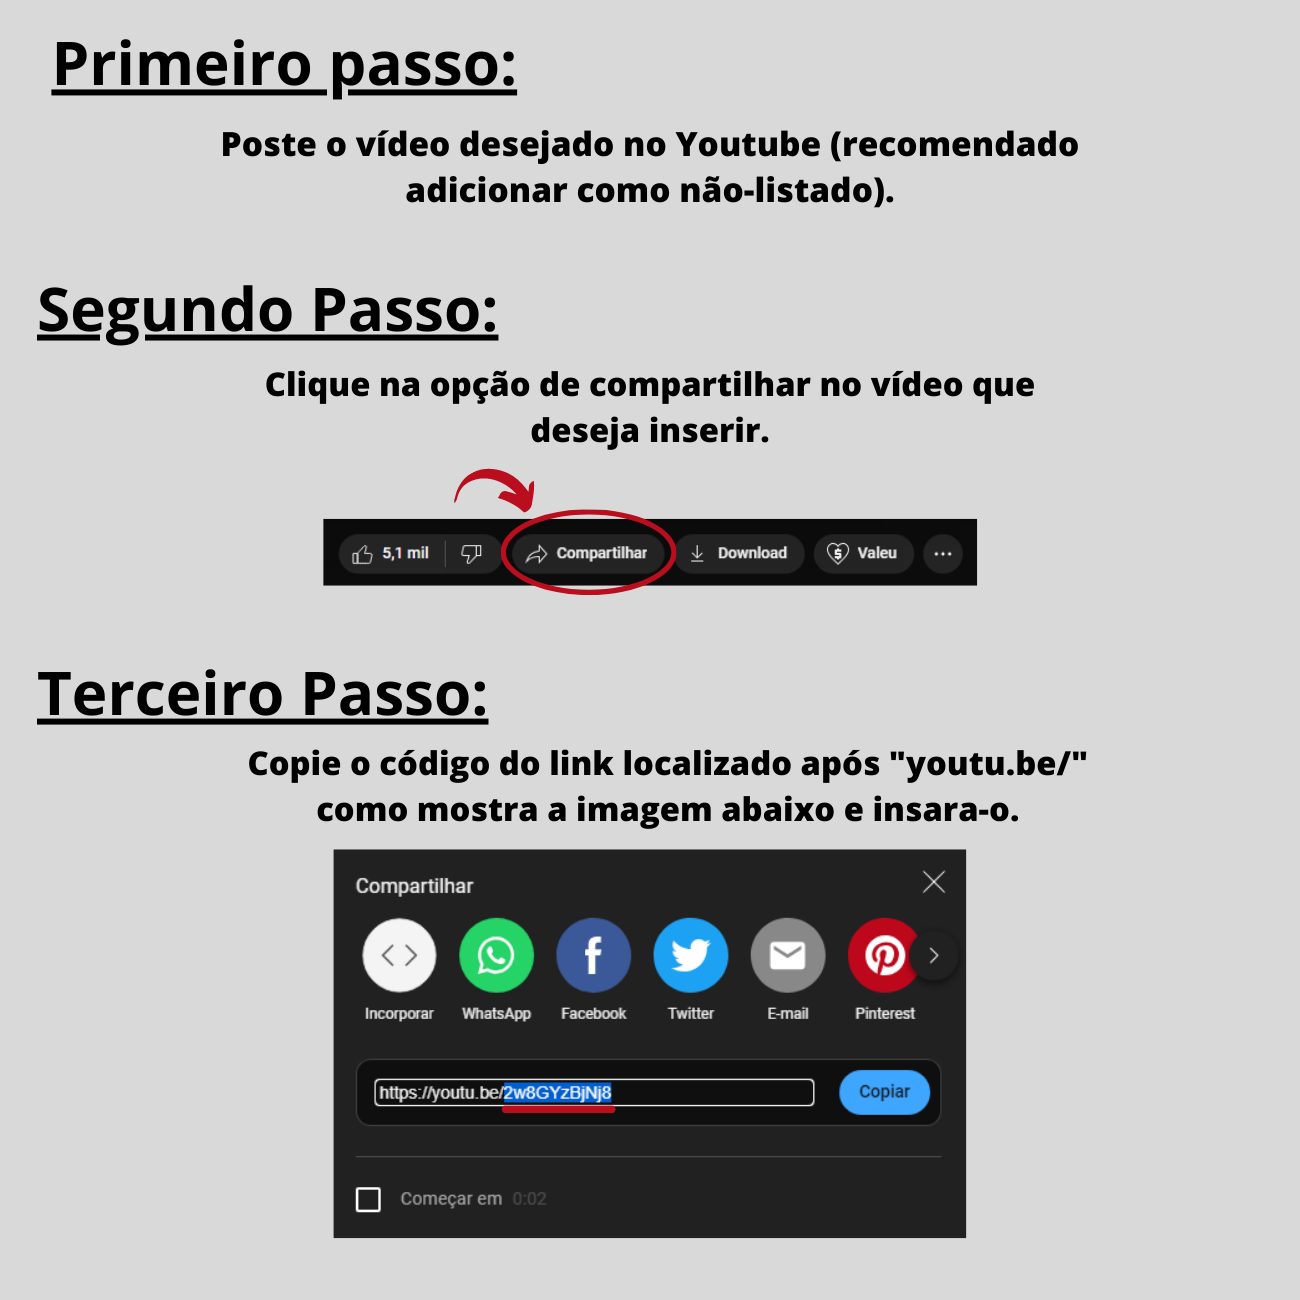 Primeiro passo:
Poste o vídeo desejado no Youtube (recomendado
adicionar como não-listado).
Segundo Passo:
Clique na opção de compartilhar no vídeo que
deseja inserir.
5,1 mil Compartilhar Download Valeu
Terceiro Passo:
Copie o código do link localizado após "youtu.be/"
como mostra a imagem abaixo e insara-o.
Compartilhar
Incorporar WhatsApp Facebook Twitter E-mail Pinterest
https://youtu.be/2w8GYzBjNj8 Copiar
Começar em 0:02